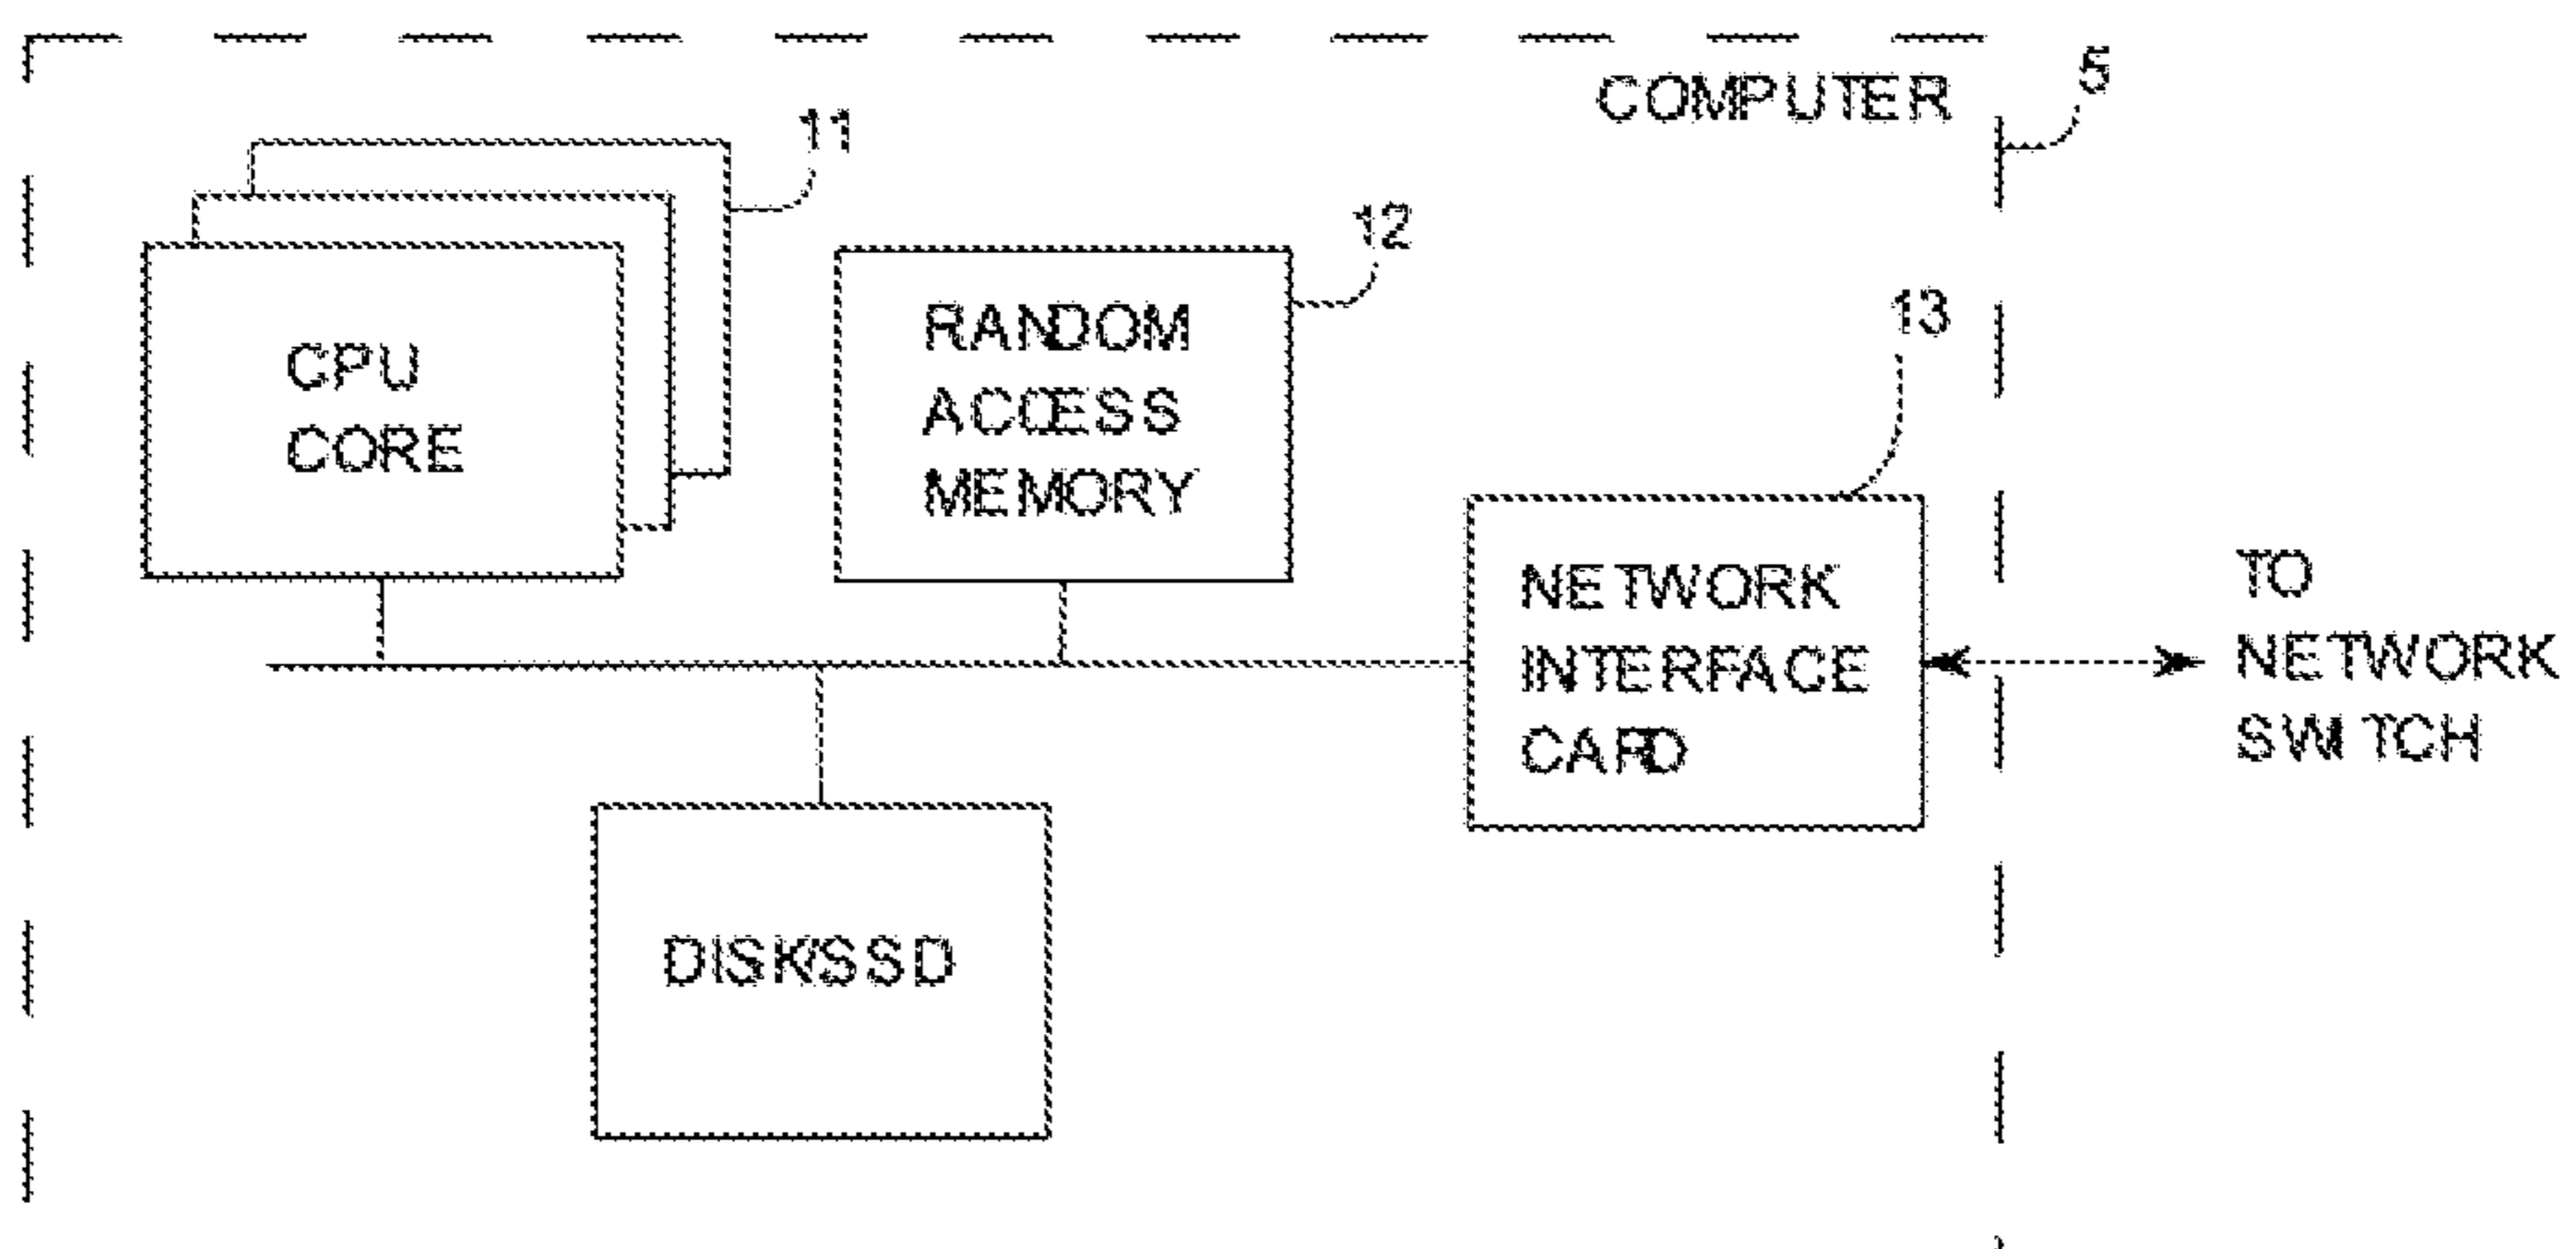 COMPUTER
5
11
12
13
CPU
CORE
RANDOM
ACCESS
MEMORY
NETWORK
INTERFACE
CARD
TO
NETWORK
SWITCH
DISK/SSD